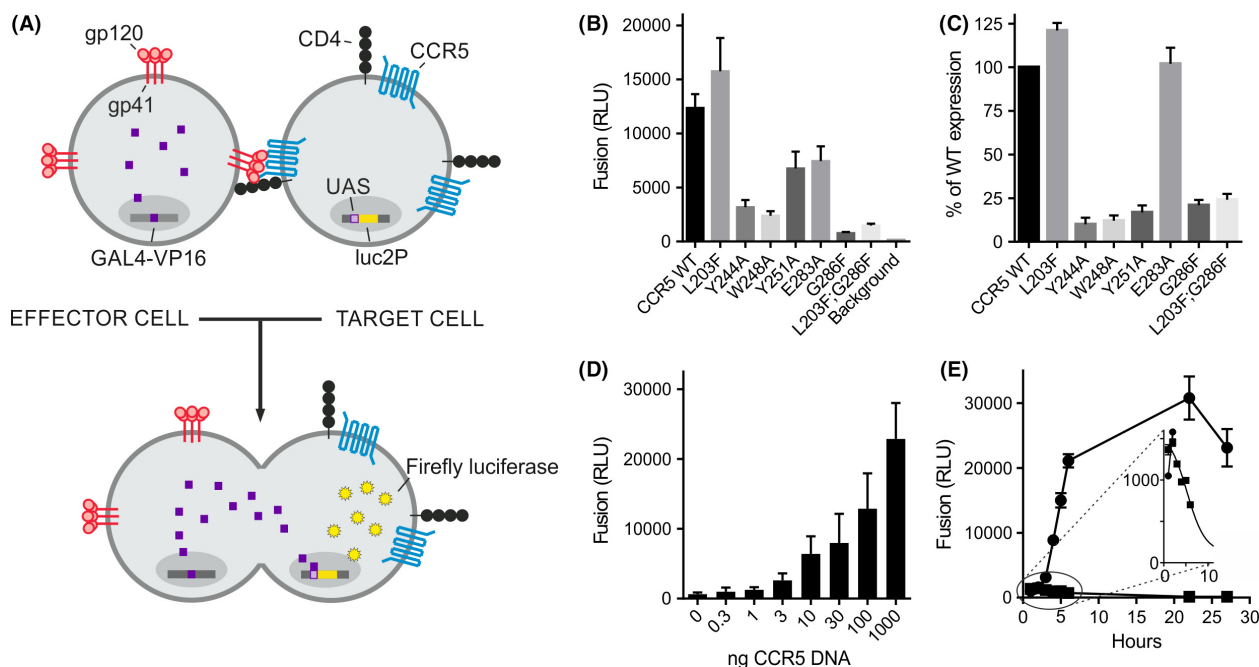 (A)
gp120
gp41
CD4
CCR5
UAS
GAL4-VP16
luc2P
EFFECTOR CELL
TARGET CELL
Firefly luciferase
(B)
Fusion (RLU)
20000
15000
10000
5000
0
CCR5 WT
L203F
Y244A
W248A
Y251A
E283A
G286F
L203F;G286F
Background
(C)
% of WT expression
125
100
75
50
25
0
CCR5 WT
L203F
Y244A
W248A
Y251A
E283A
G286F
L203F;G286F
(D)
Fusion (RLU)
30000
20000
10000
0
0
0.3
1
3
10
30
100
1000
ng CCR5 DNA
(E)
Fusion (RLU)
40000
30000
20000
10000
0
0 5 10 15 20 25 30
Hours
1000
0
0 5 10